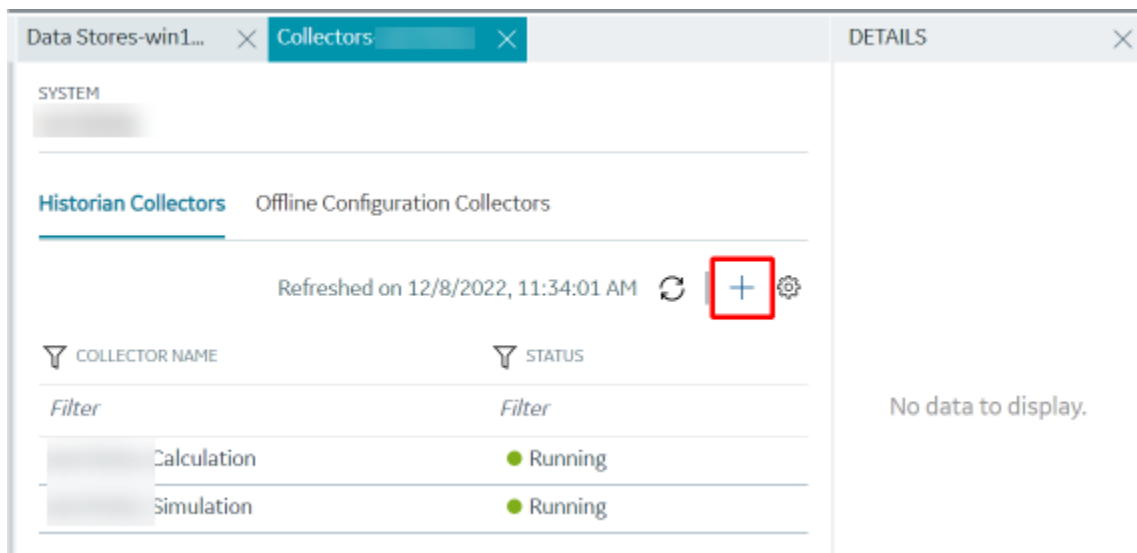 Data Stores-win1... Collectors DETAILS
SYSTEM
Historian Collectors Offline Configuration Collectors
Refreshed on 12/8/2022, 11:34:01 AM
COLLECTOR NAME STATUS
Filter Filter
No data to display.
Calculation Running
Simulation Running